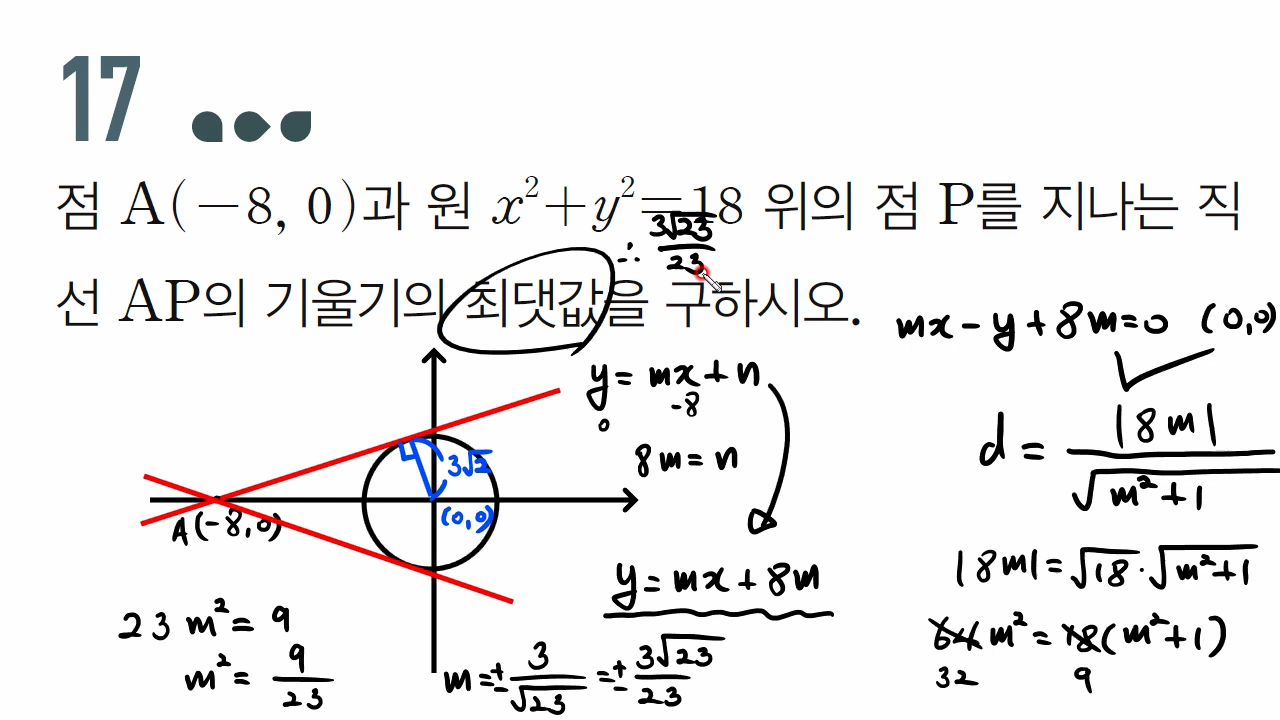 17
점 A(−8, 0)과 원 x²+y²=18 위의 점 P를 지나는 직
선 AP의 기울기의 최댓값을 구하시오.
∴ 3√23/23
mx − y + 8m = 0 (0,0)
y = mx + n
0 -8
8m = n
d = |8m|/√(m²+1)
3√2
(0,0)
A(-8,0)
y = mx + 8m
|8m| = √18 · √(m²+1)
64m² = 18(m²+1)
32 9
23m² = 9
m² = 9/23
m = ± 3/√23 = ± 3√23/23